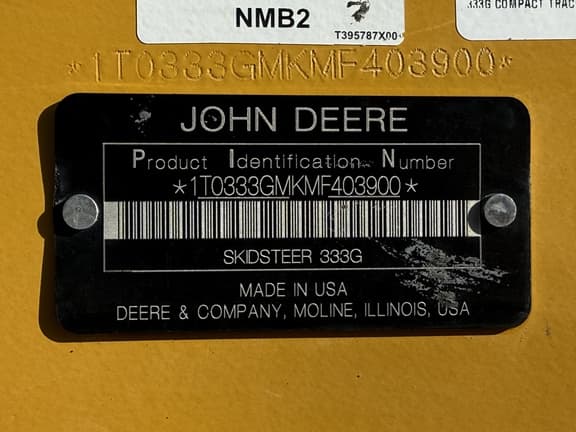 NMB2
T395787X00
333G COMPACT TRAC
*1T0333GMKMF403900*
JOHN DEERE
Product Identification Number
*1T0333GMKMF403900*
SKIDSTEER 333G
MADE IN USA
DEERE & COMPANY, MOLINE, ILLINOIS, USA